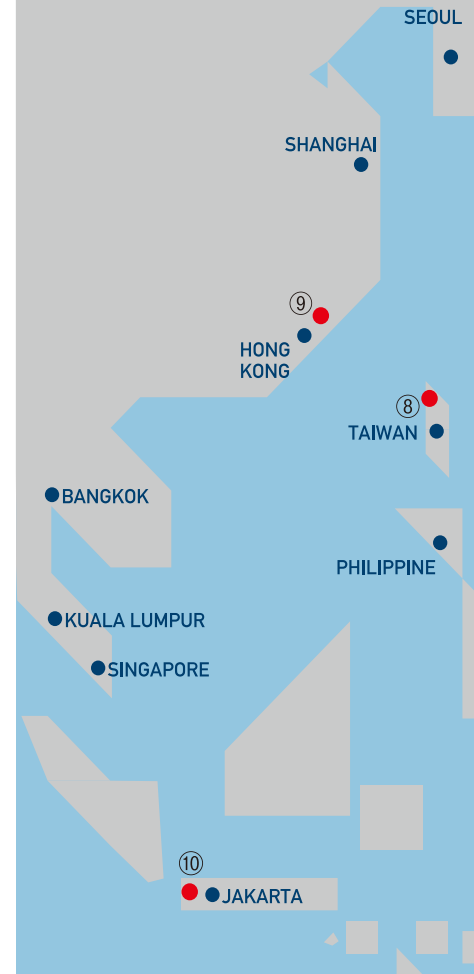 SEOUL
SHANGHAI
⑨
HONG
KONG
⑧
TAIWAN
BANGKOK
PHILIPPINE
KUALA LUMPUR
SINGAPORE
⑩
JAKARTA